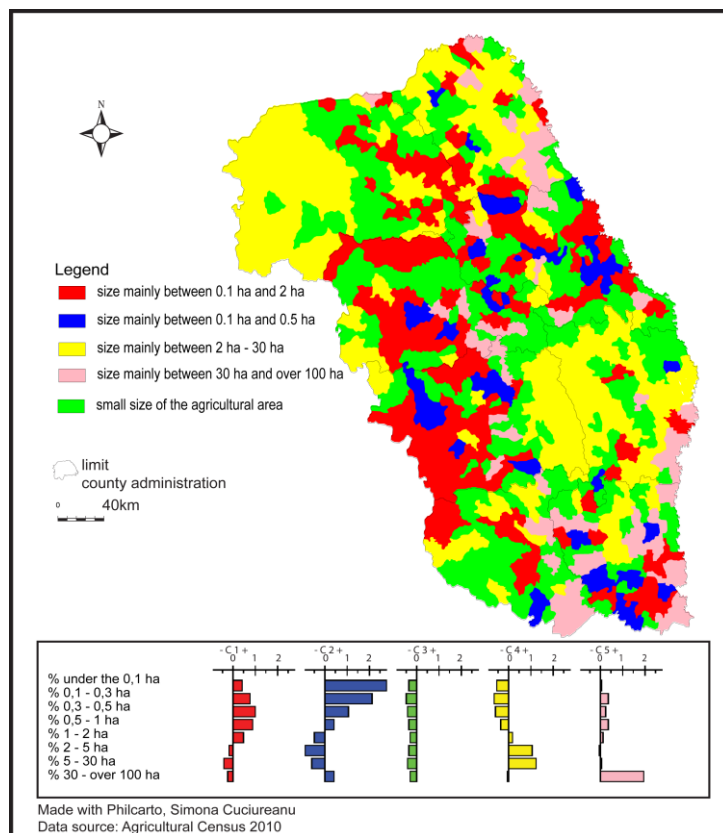 N
Legend
size mainly between 0.1 ha and 2 ha
size mainly between 0.1 ha and 0.5 ha
size mainly between 2 ha - 30 ha
size mainly between 30 ha and over 100 ha
small size of the agricultural area
limit
county administration
0 40km
- C 1 + - C 2 + - C 3 + - C 4 + - C 5 +
0 1 2 0 1 2 0 1 2 0 1 2 0 1 2
% under the 0,1 ha
% 0,1 - 0,3 ha
% 0,3 - 0,5 ha
% 0,5 - 1 ha
% 1 - 2 ha
% 2 - 5 ha
% 5 - 30 ha
% 30 - over 100 ha
Made with Philcarto, Simona Cuciureanu
Data source: Agricultural Census 2010